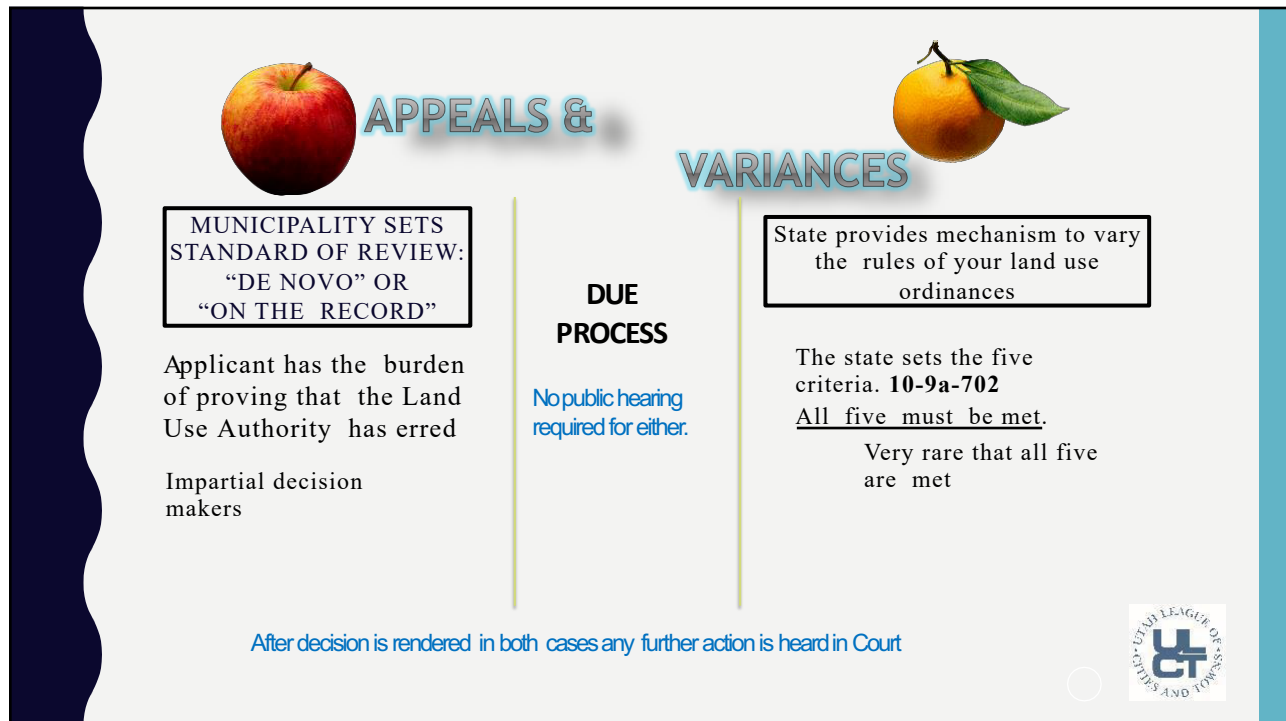 APPEALS &
VARIANCES
MUNICIPALITY SETS
STANDARD OF REVIEW:
“DE NOVO” OR
“ON THE RECORD”
Applicant has the burden
of proving that the Land
Use Authority has erred
Impartial decision
makers
DUE
PROCESS
No public hearing
required for either.
State provides mechanism to vary
the rules of your land use
ordinances
The state sets the five
criteria. 10-9a-702
All five must be met.
Very rare that all five
are met
After decision is rendered in both cases any further action is heard in Court
UTAH LEAGUE OF
CITIES AND TOWNS
ULCT